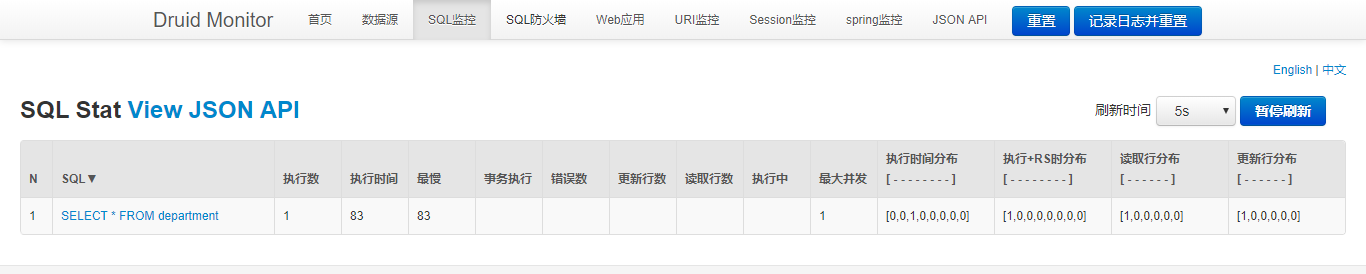 Druid Monitor 首页 数据源 SQL监控 SQL防火墙 Web应用 URI监控 Session监控 spring监控 JSON API 重置 记录日志并重置
English | 中文
SQL Stat View JSON API 刷新时间 5s 暂停刷新
N SQL▼ 执行数 执行时间 最慢 事务执行 错误数 更新行数 读取行数 执行中 最大并发 执行时间分布 执行+RS时分布 读取行分布 更新行分布
[ - - - - - - - - ] [ - - - - - - - - ] [ - - - - - - ] [ - - - - - - ]
1 SELECT * FROM department 1 83 83 1 [0,0,1,0,0,0,0,0] [1,0,0,0,0,0,0,0] [1,0,0,0,0,0] [1,0,0,0,0,0]